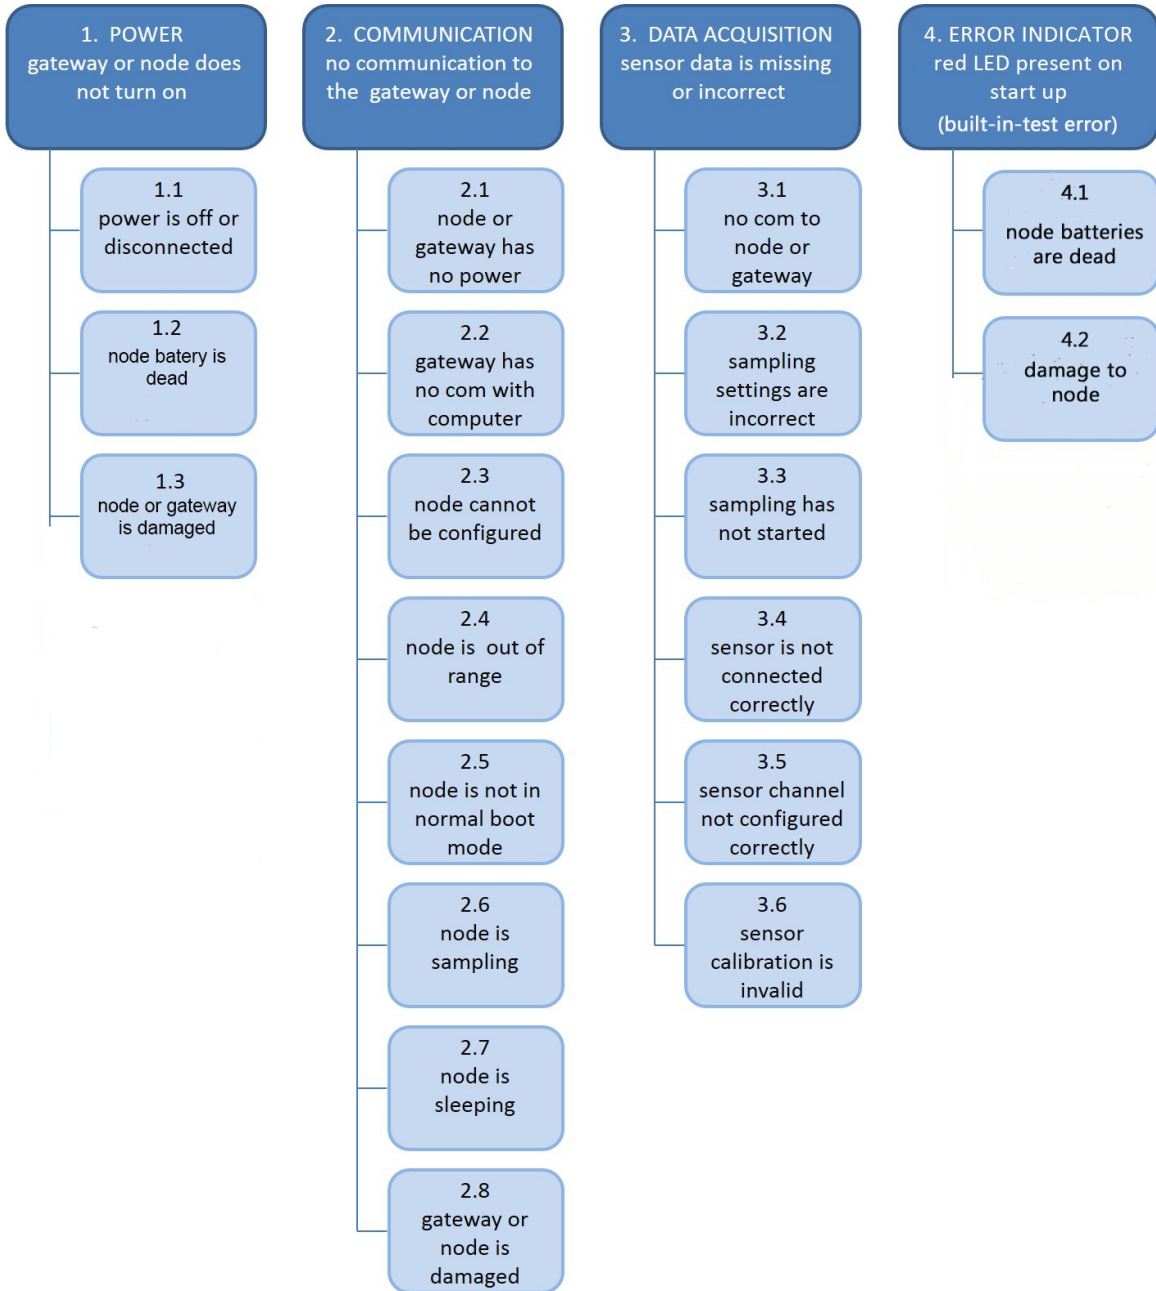 1. POWER
gateway or node does
not turn on
1.1
power is off or
disconnected
1.2
node batery is
dead
1.3
node or gateway
is damaged
2. COMMUNICATION
no communication to
the gateway or node
2.1
node or
gateway has
no power
2.2
gateway has
no com with
computer
2.3
node cannot
be configured
2.4
node is out of
range
2.5
node is not in
normal boot
mode
2.6
node is
sampling
2.7
node is
sleeping
2.8
gateway or
node is
damaged
3. DATA ACQUISITION
sensor data is missing
or incorrect
3.1
no com to
node or
gateway
3.2
sampling
settings are
incorrect
3.3
sampling has
not started
3.4
sensor is not
connected
correctly
3.5
sensor channel
not configured
correctly
3.6
sensor
calibration is
invalid
4. ERROR INDICATOR
red LED present on
start up
(built-in-test error)
4.1
node batteries
are dead
4.2
damage to
node